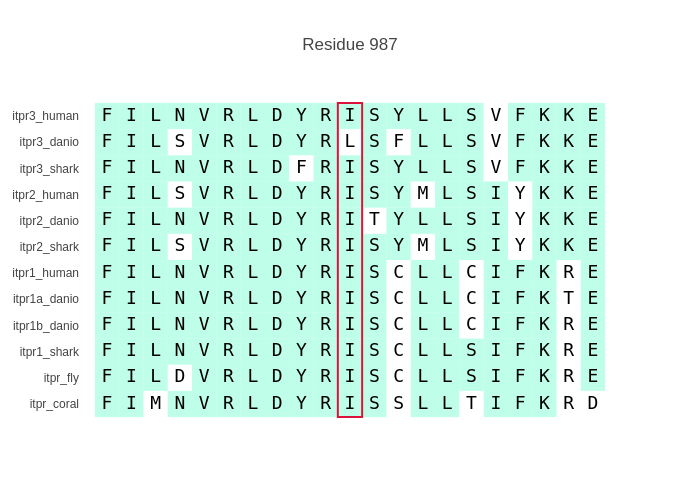 Residue 987
itpr3_human F I L N V R L D Y R I S Y L L S V F K K E
itpr3_danio F I L S V R L D Y R L S F L L S V F K K E
itpr3_shark F I L N V R L D F R I S Y L L S V F K K E
itpr2_human F I L S V R L D Y R I S Y M L S I Y K K E
itpr2_danio F I L N V R L D Y R I T Y L L S I Y K K E
itpr2_shark F I L S V R L D Y R I S Y M L S I Y K K E
itpr1_human F I L N V R L D Y R I S C L L C I F K R E
itpr1a_danio F I L N V R L D Y R I S C L L C I F K T E
itpr1b_danio F I L N V R L D Y R I S C L L C I F K R E
itpr1_shark F I L N V R L D Y R I S C L L S I F K R E
itpr_fly F I L D V R L D Y R I S C L L S I F K R E
itpr_coral F I M N V R L D Y R I S S L L T I F K R D